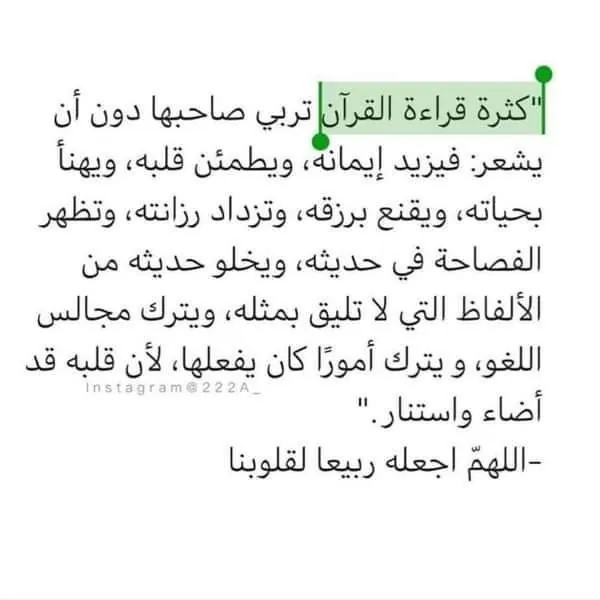 "كثرة قراءة القرآن تربي صاحبها دون أن
يشعر: فيزيد إيمانه، ويطمئن قلبه، ويهنأ
بحياته، ويقنع برزقه، وتزداد رزانته، وتظهر
الفصاحة في حديثه، ويخلو حديثه من
الألفاظ التي لا تليق بمثله، ويترك مجالس
اللغو، و يترك أمورًا كان يفعلها، لأن قلبه قد
Instagram@222A_
أضاء واستنار."
-اللهمّ اجعله ربيعا لقلوبنا